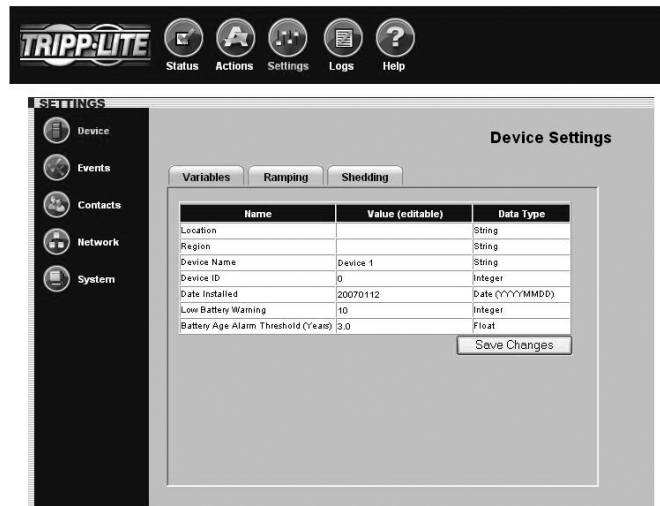 TRIPP·LITE
Status Actions Settings Logs Help
SETTINGS
Device
Events
Contacts
Network
System
Device Settings
Variables Ramping Shedding
Name Value (editable) Data Type
Location String
Region String
Device Name Device 1 String
Device ID 0 Integer
Date Installed 20070112 Date (YYYYMMDD)
Low Battery Warning 10 Integer
Battery Age Alarm Threshold (Years) 3.0 Float
Save Changes